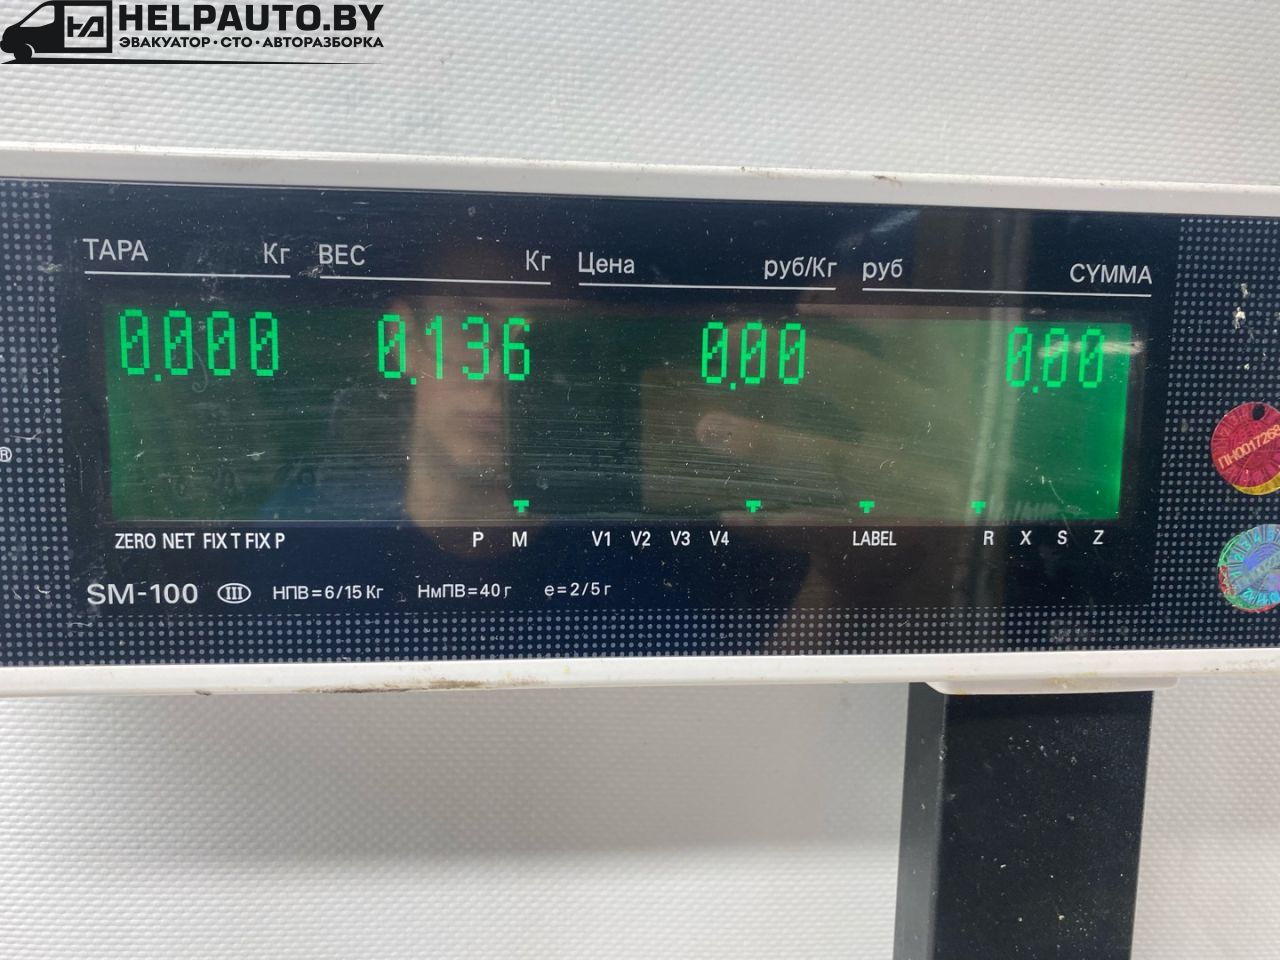 HELPAUTO.BY
ЭВАКУАТОР·СТО·АВТОРАЗБОРКА
ТАРА Кг ВЕС Кг Цена руб/Кг руб СУММА
0.000 0.136 0.00 0.00
®
ZERO NET FIX T FIX P P M V1 V2 V3 V4 LABEL R X S Z
SM-100 III НПВ=6/15 Кг НмПВ=40 г e=2/5 г